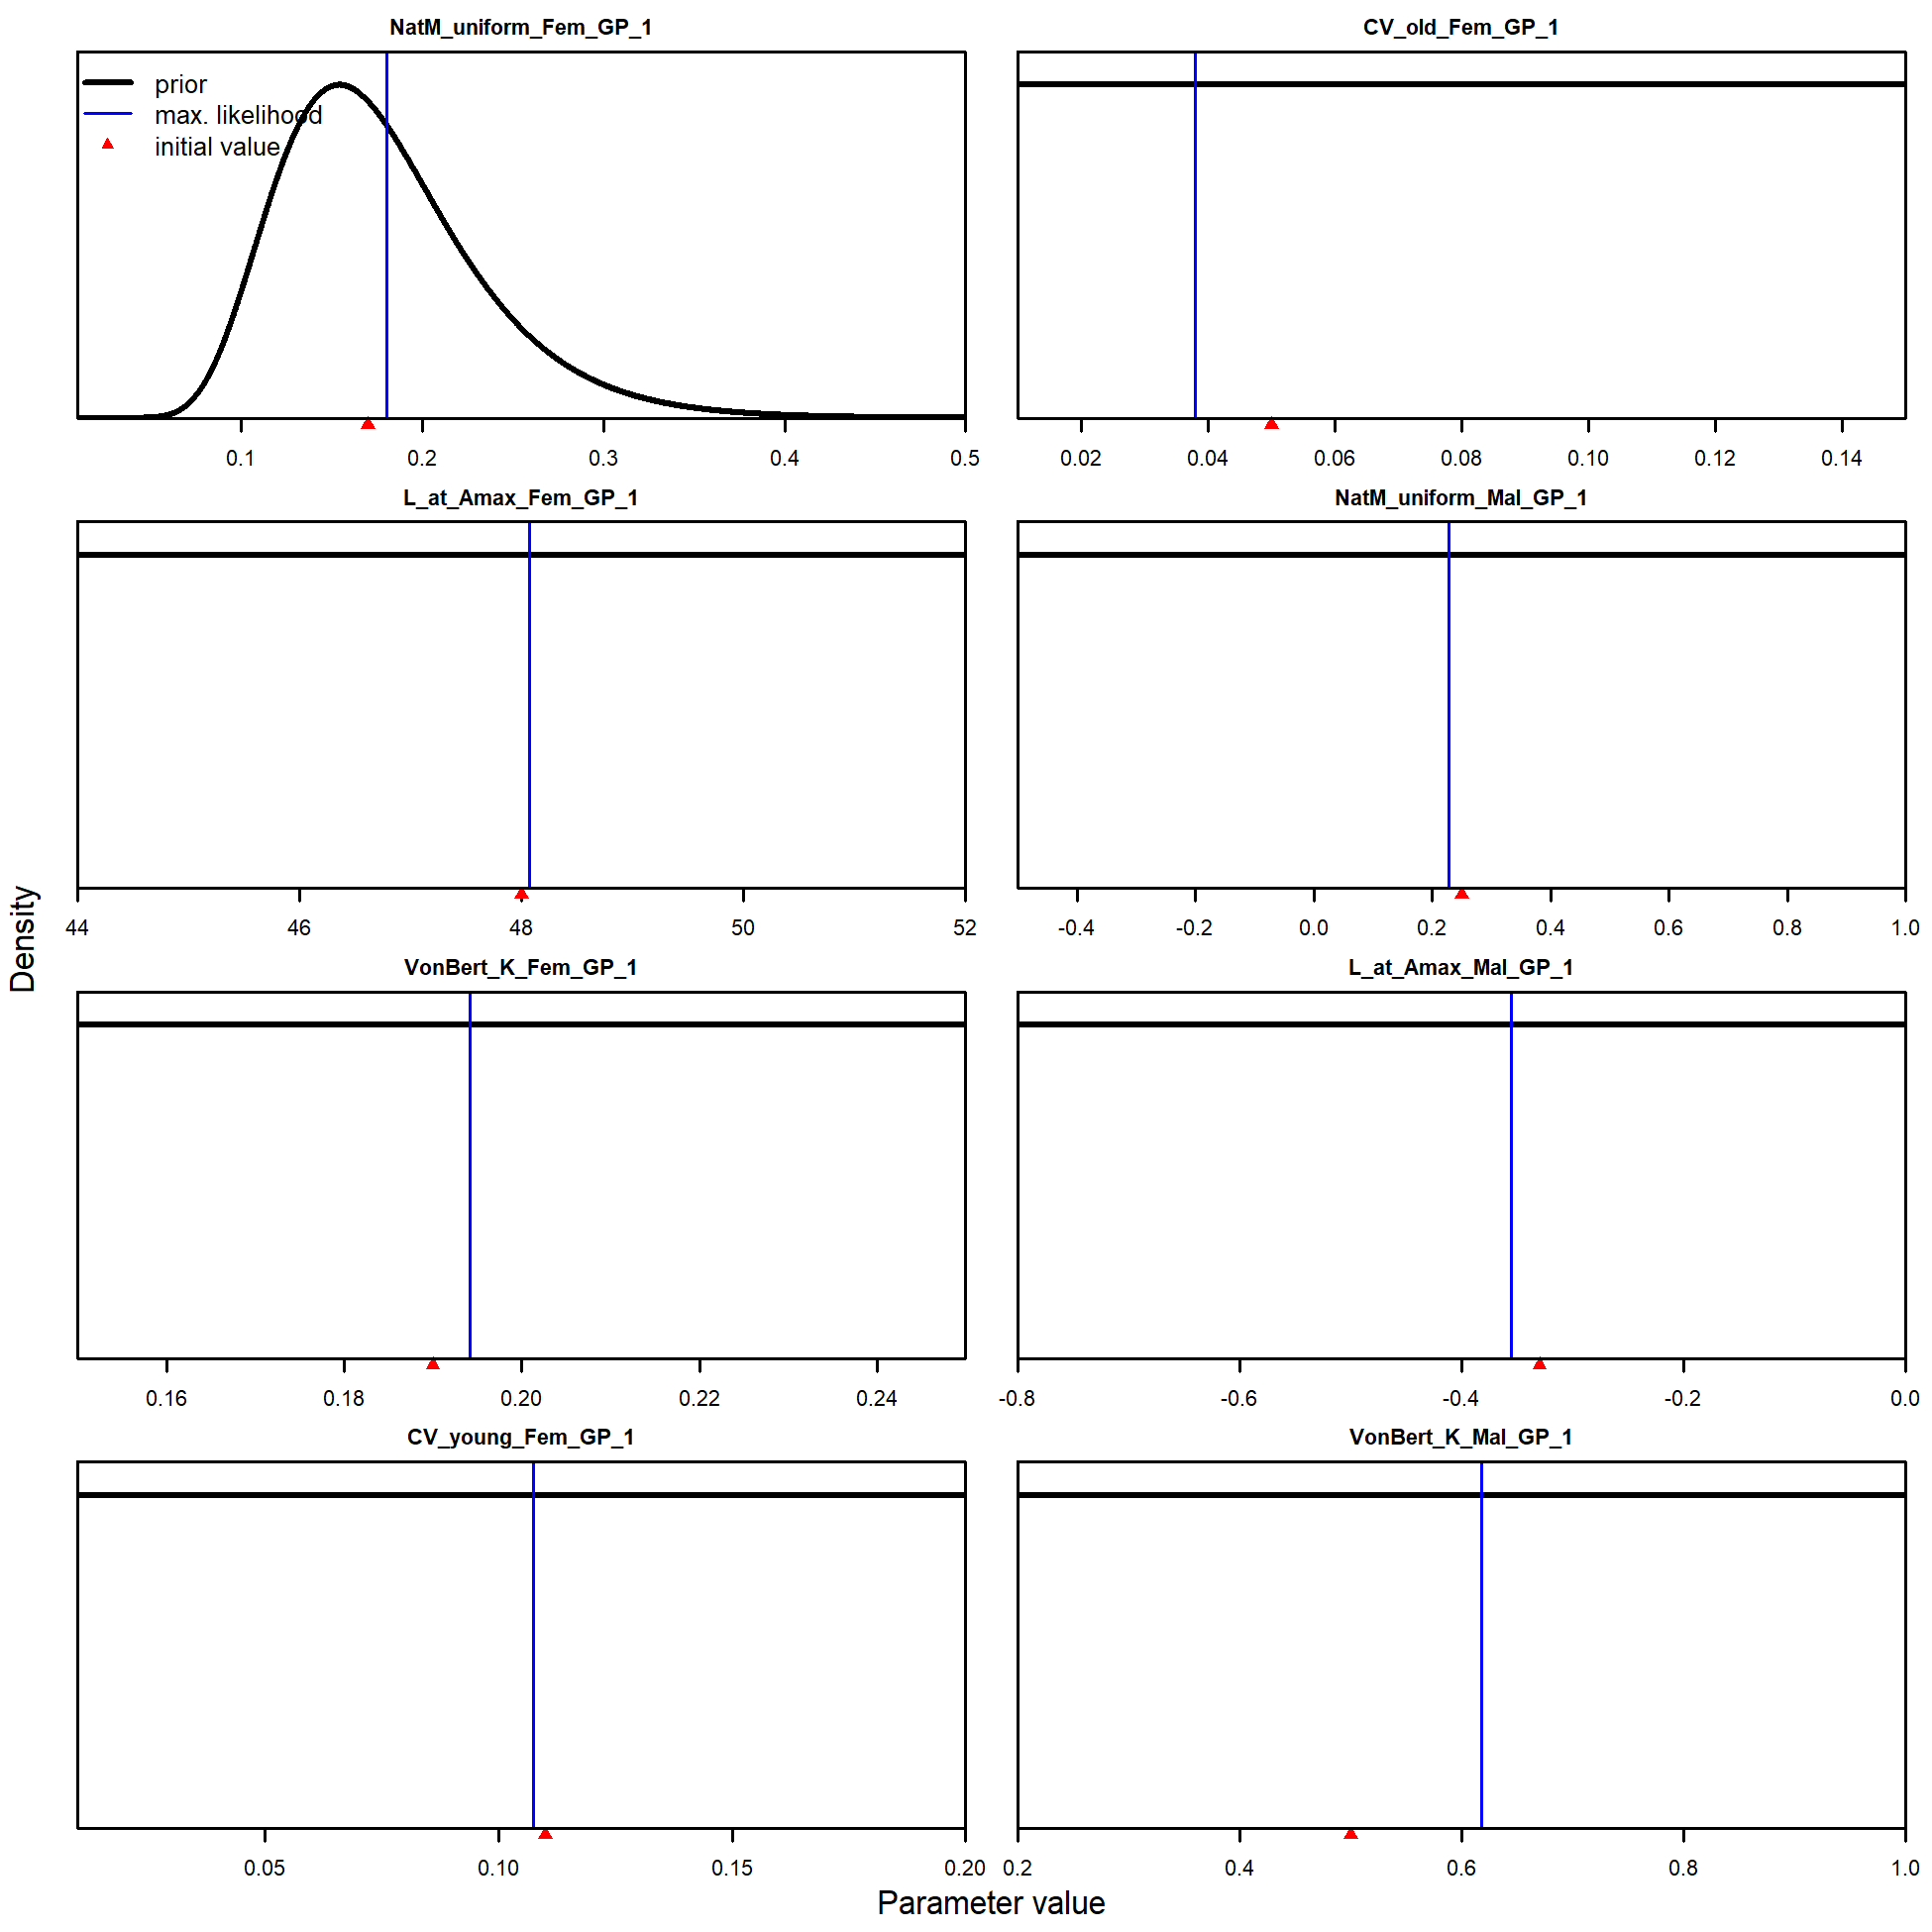 NatM_uniform_Fem_GP_1
prior
max. likelihood
initial value
0.1 0.2 0.3 0.4 0.5
CV_old_Fem_GP_1
0.02 0.04 0.06 0.08 0.10 0.12 0.14
L_at_Amax_Fem_GP_1
44 46 48 50 52
NatM_uniform_Mal_GP_1
-0.4 -0.2 0.0 0.2 0.4 0.6 0.8 1.0
VonBert_K_Fem_GP_1
0.16 0.18 0.20 0.22 0.24
L_at_Amax_Mal_GP_1
-0.8 -0.6 -0.4 -0.2 0.0
CV_young_Fem_GP_1
0.05 0.10 0.15 0.20
VonBert_K_Mal_GP_1
0.2 0.4 0.6 0.8 1.0
Density
Parameter value